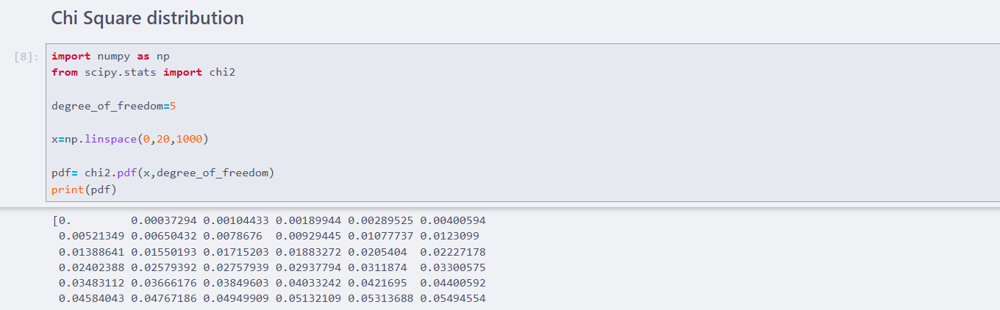 Chi Square distribution
[8]:
import numpy as np
from scipy.stats import chi2
degree_of_freedom=5
x=np.linspace(0,20,1000)
pdf= chi2.pdf(x,degree_of_freedom)
print(pdf)
[0.         0.00037294 0.00104433 0.00189944 0.00289525 0.00400594
0.00521349 0.00650432 0.0078676  0.00929445 0.01077737 0.0123099
0.01388641 0.01550193 0.01715203 0.01883272 0.0205404  0.02227178
0.02402388 0.02579392 0.02757939 0.02937794 0.0311874  0.03300575
0.03483112 0.03666176 0.03849603 0.04033242 0.0421695  0.04400592
0.04584043 0.04767186 0.04949909 0.05132109 0.05313688 0.05494554